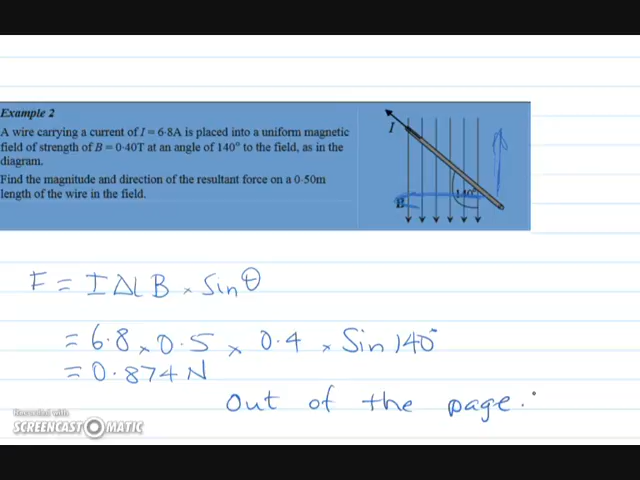 Example 2
A wire carrying a current of I = 6·8A is placed into a uniform magnetic
field of strength of B = 0·40T at an angle of 140° to the field, as in the
diagram.
Find the magnitude and direction of the resultant force on a 0·50m
length of the wire in the field.
I
140°
B
F = I Δl B × Sin θ
= 6.8 × 0.5 × 0.4 × Sin 140°
= 0.874 N
Out of the page.
Recorded with
SCREENCAST MATIC